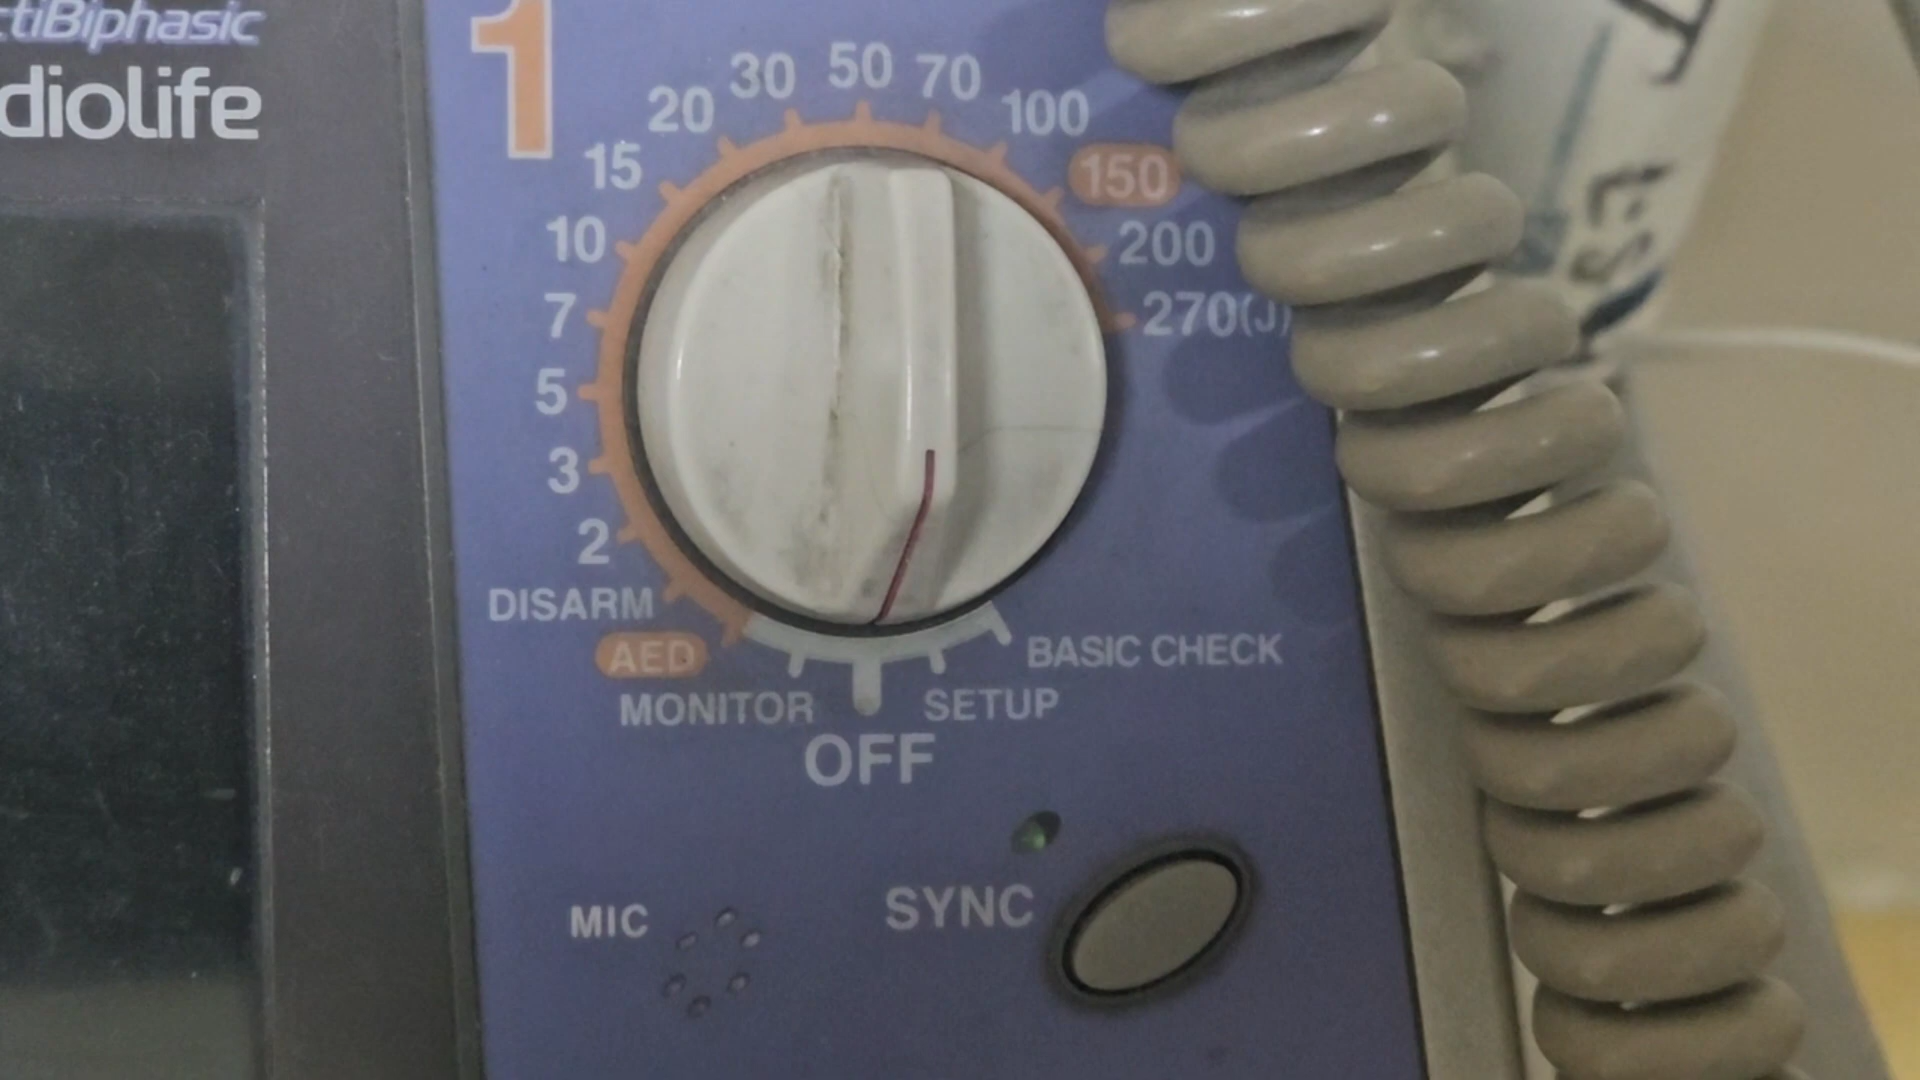 ctiBiphasic
diolife
1
50
30
70
20
100
15
150
10
200
7
270(J)
5
3
2
DISARM
AED
BASIC CHECK
MONITOR
SETUP
OFF
SYNC
MIC